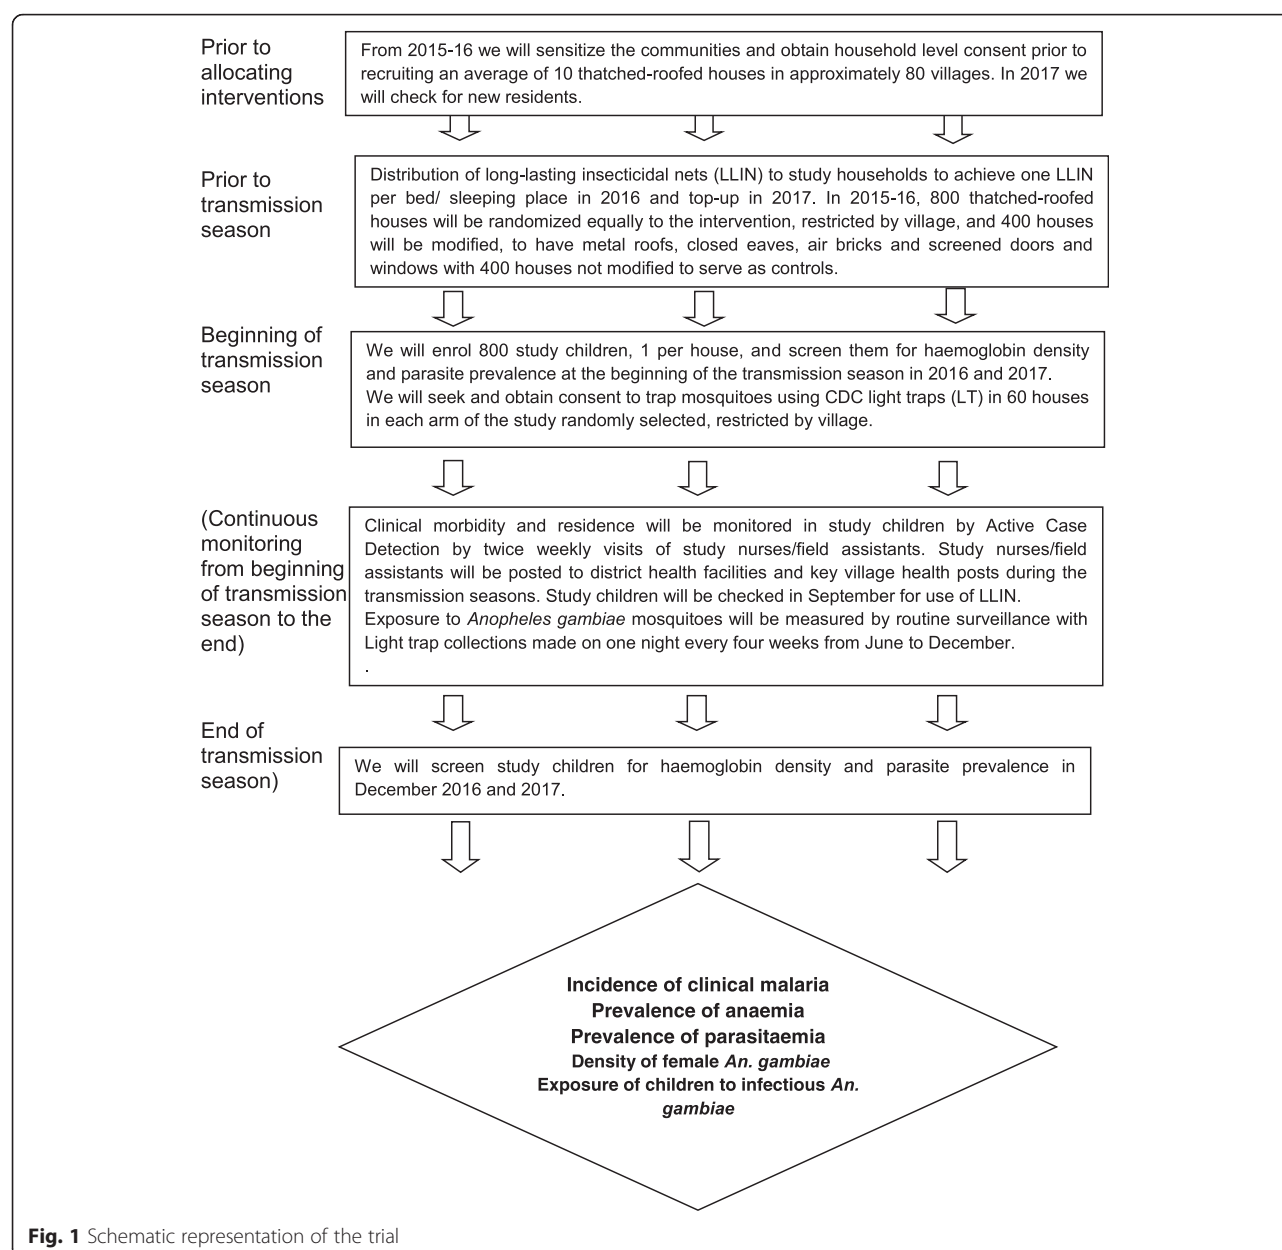 Prior to
allocating
interventions
From 2015-16 we will sensitize the communities and obtain household level consent prior to
recruiting an average of 10 thatched-roofed houses in approximately 80 villages. In 2017 we
will check for new residents.
Prior to
transmission
season
Distribution of long-lasting insecticidal nets (LLIN) to study households to achieve one LLIN
per bed/ sleeping place in 2016 and top-up in 2017. In 2015-16, 800 thatched-roofed
houses will be randomized equally to the intervention, restricted by village, and 400 houses
will be modified, to have metal roofs, closed eaves, air bricks and screened doors and
windows with 400 houses not modified to serve as controls.
Beginning of
transmission
season
We will enrol 800 study children, 1 per house, and screen them for haemoglobin density
and parasite prevalence at the beginning of the transmission season in 2016 and 2017.
We will seek and obtain consent to trap mosquitoes using CDC light traps (LT) in 60 houses
in each arm of the study randomly selected, restricted by village.
(Continuous
monitoring
from beginning
of transmission
season to the
end)
Clinical morbidity and residence will be monitored in study children by Active Case
Detection by twice weekly visits of study nurses/field assistants. Study nurses/field
assistants will be posted to district health facilities and key village health posts during the
transmission seasons. Study children will be checked in September for use of LLIN.
Exposure to Anopheles gambiae mosquitoes will be measured by routine surveillance with
Light trap collections made on one night every four weeks from June to December.
.
End of
transmission
season)
We will screen study children for haemoglobin density and parasite prevalence in
December 2016 and 2017.
Incidence of clinical malaria
Prevalence of anaemia
Prevalence of parasitaemia
Density of female An. gambiae
Exposure of children to infectious An.
gambiae
Fig. 1 Schematic representation of the trial